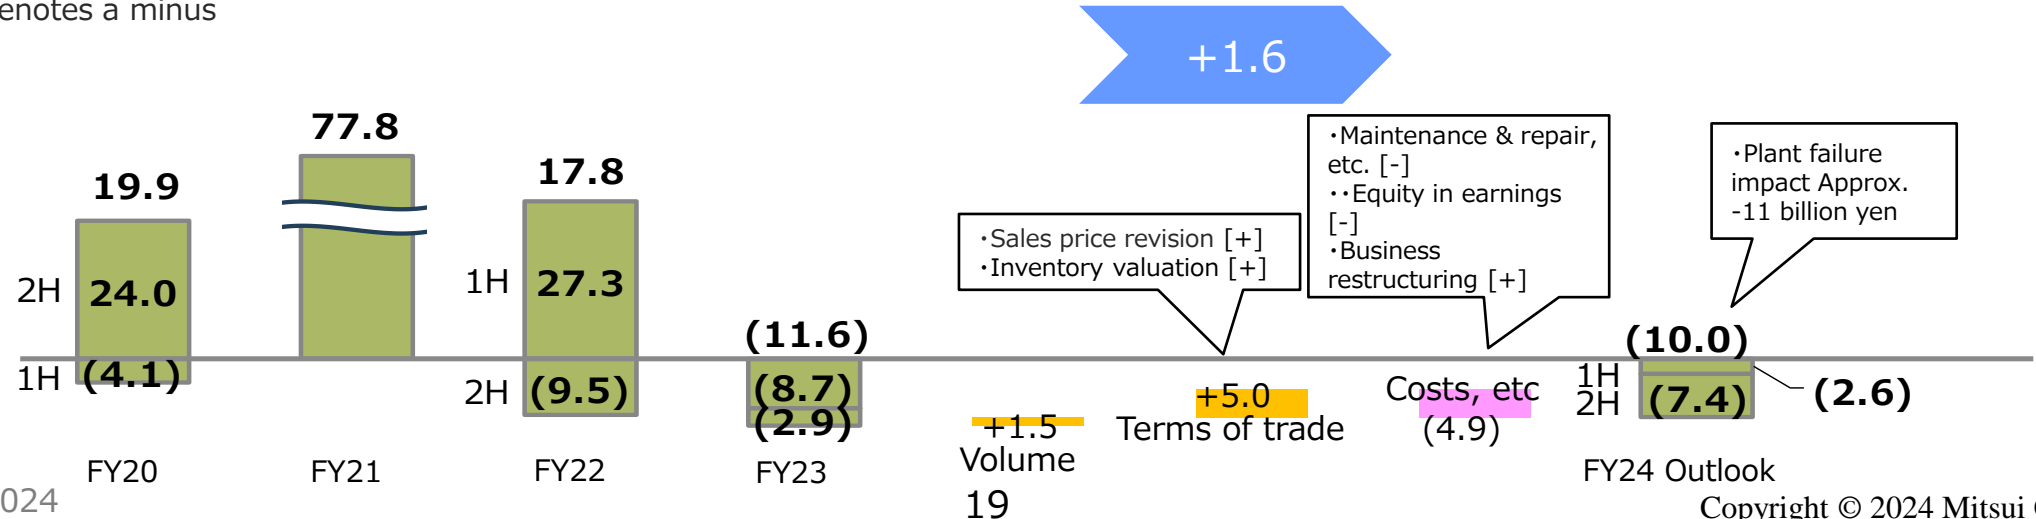 enotes a minus
+1.6
77.8
19.9
17.8
・Maintenance & repair,
etc. [-]
・・Equity in earnings
[-]
・Business
restructuring [+]
・Plant failure
impact Approx.
-11 billion yen
・Sales price revision [+]
・Inventory valuation [+]
2H 24.0
1H 27.3
(11.6)
(10.0)
1H (4.1)
2H (9.5)
(8.7)
(2.9)
+1.5
Volume
+5.0
Terms of trade
Costs, etc
(4.9)
1H
2H (7.4)
(2.6)
FY20
FY21
FY22
FY23
FY24 Outlook
024
19
Copyright © 2024 Mitsui